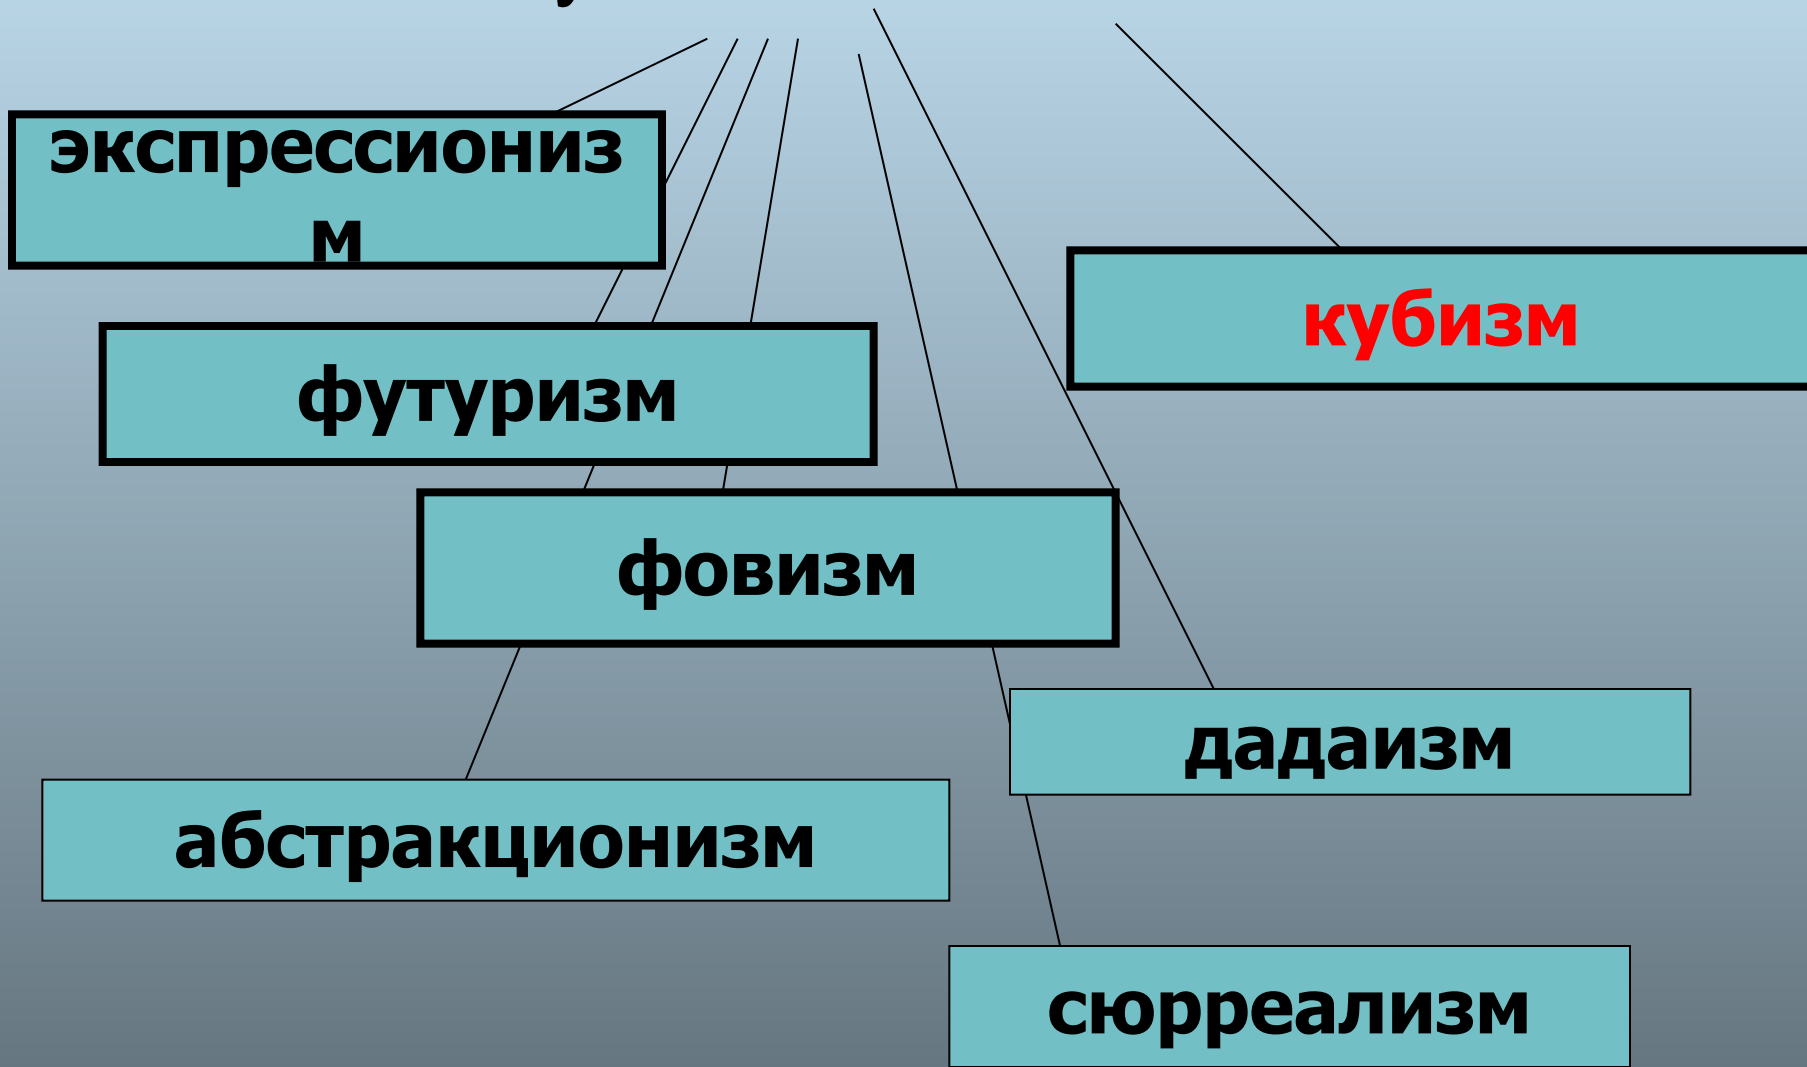 экспрессиониз
м
кубизм
футуризм
фовизм
дадаизм
абстракционизм
сюрреализм